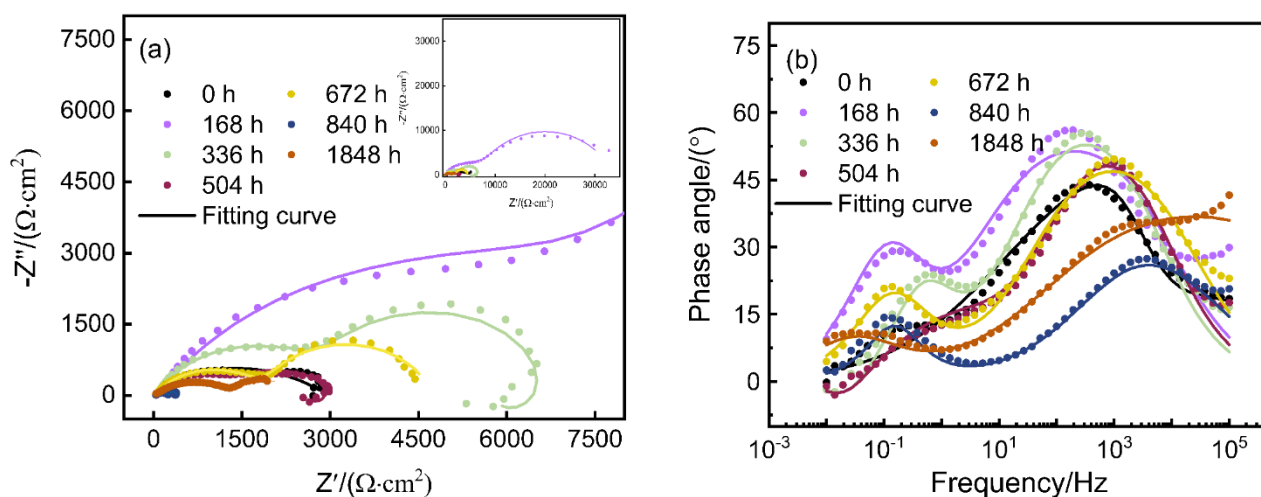 (a)
0 h
672 h
168 h
840 h
336 h
1848 h
504 h
Fitting curve
7500
6000
4500
3000
1500
0
-Z''/(Ω·cm²)
0
1500
3000
4500
6000
7500
Z'/(Ω·cm²)
30000
20000
10000
0
-Z''/(Ω·cm²)
0
10000
20000
30000
Z'/(Ω·cm²)
(b)
0 h
672 h
168 h
840 h
336 h
1848 h
504 h
Fitting curve
75
60
45
30
15
0
Phase angle/(°)
10⁻³
10⁻¹
10¹
10³
10⁵
Frequency/Hz